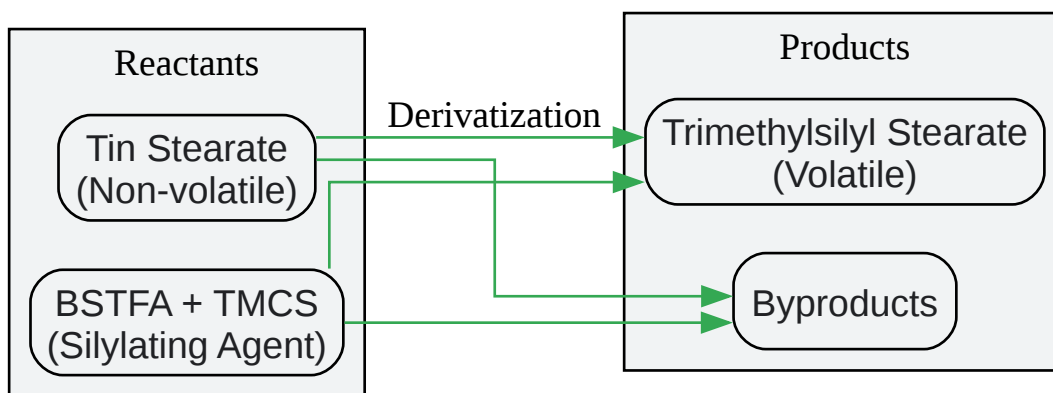 Reactants
Tin Stearate
(Non-volatile)
BSTFA + TMCS
(Silylating Agent)
Derivatization
Products
Trimethylsilyl Stearate
(Volatile)
Byproducts